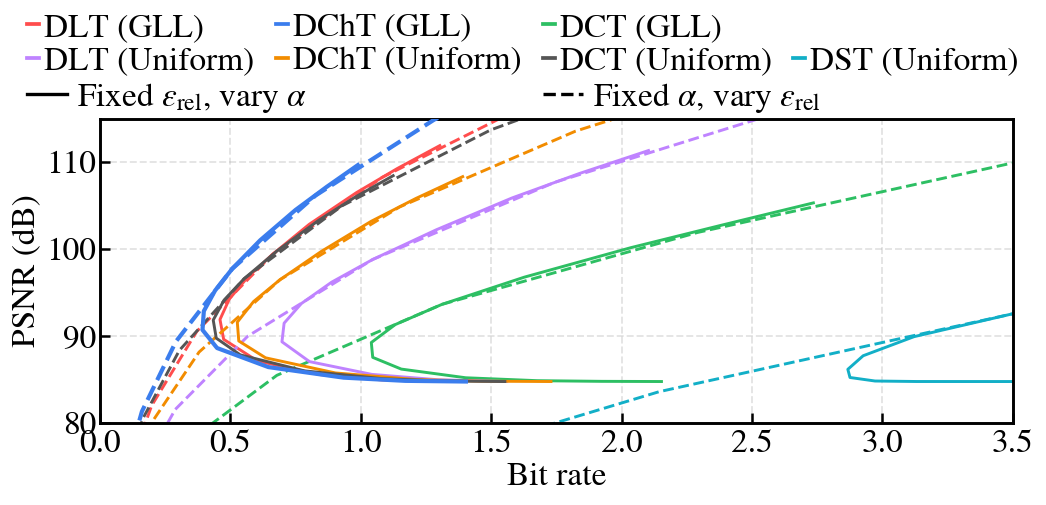 DLT (GLL) DChT (GLL) DCT (GLL)
DLT (Uniform) DChT (Uniform) DCT (Uniform) DST (Uniform)
Fixed ε_rel, vary α Fixed α, vary ε_rel
PSNR (dB)
110
100
90
80
0.0 0.5 1.0 1.5 2.0 2.5 3.0 3.5
Bit rate